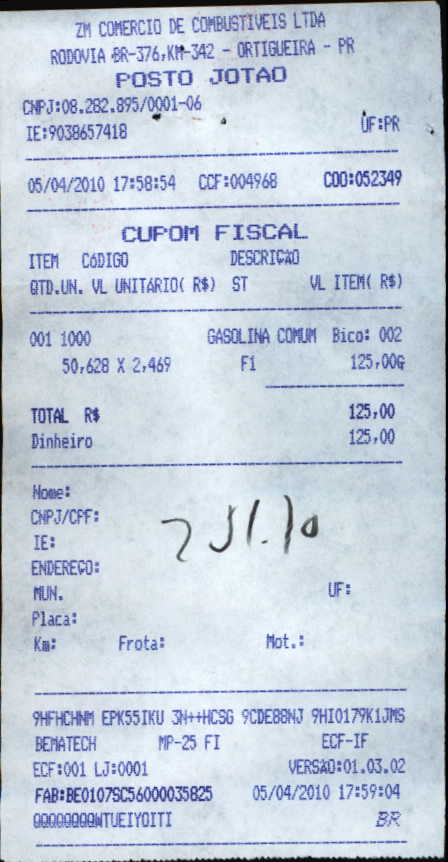 ZM COMERCIO DE COMBUSTIVEIS LTDA
RODOVIA BR-376,KM-342 - ORTIGUEIRA - PR
POSTO JOTAO
CNPJ:08.282.895/0001-06
IE:9038657418 UF:PR
05/04/2010 17:58:54 CCF:004968 COO:052349
CUPOM FISCAL
ITEM CóDIGO DESCRIÇãO
QTD.UN. VL UNITáRIO( R$) ST VL ITEM( R$)
001 1000 GASOLINA COMUM Bico: 002
50,628 X 2,469 F1 125,00G
TOTAL R$ 125,00
Dinheiro 125,00
Nome:
CNPJ/CPF:
IE:
ENDEREÇO:
MUN. UF:
Placa:
Km: Frota: Mot.:
9HFHCHNM EPK55IKU 3N++HCSG 9CDE88NJ 9HI0179K1JMS
BEMATECH MP-25 FI ECF-IF
ECF:001 LJ:0001 VERSãO:01.03.02
FAB:BE0107SC56000035825 05/04/2010 17:59:04
QQQQQQQQWTUEIYOITI BR